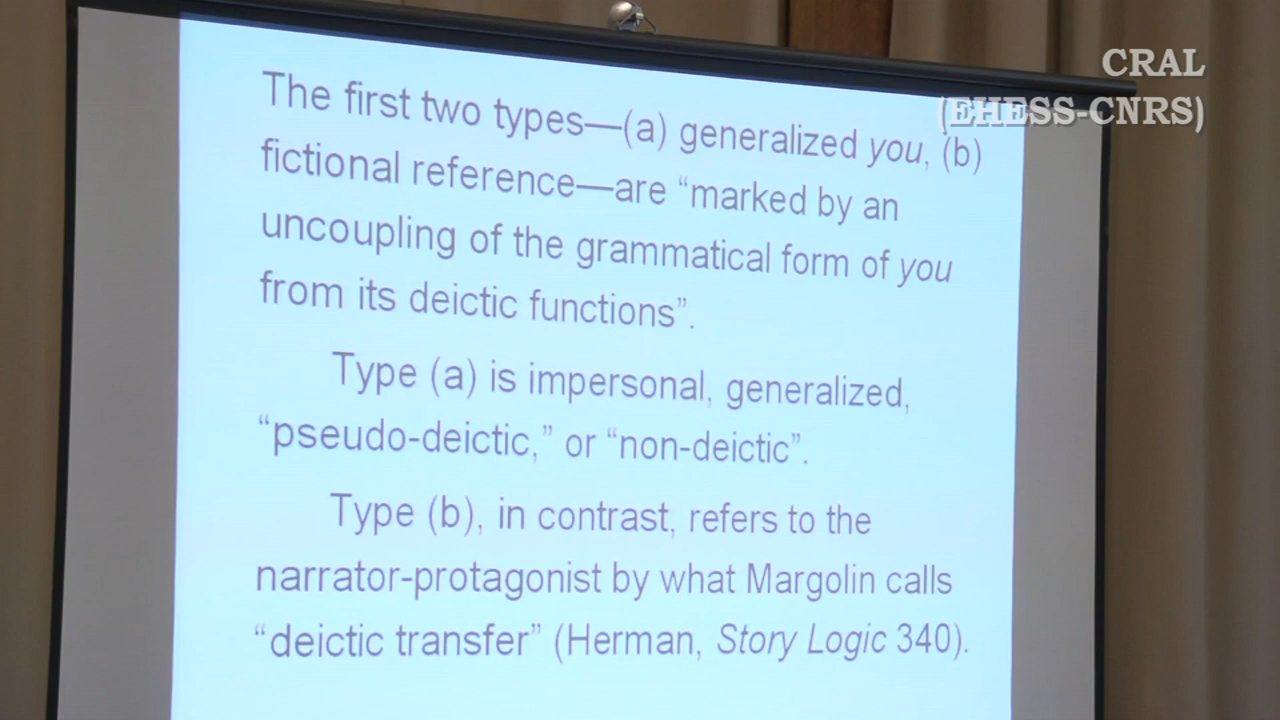 CRAL
(EHESS-CNRS)
The first two types—(a) generalized you, (b)
fictional reference—are “marked by an
uncoupling of the grammatical form of you
from its deictic functions”.
Type (a) is impersonal, generalized,
“pseudo-deictic,” or “non-deictic”.
Type (b), in contrast, refers to the
narrator-protagonist by what Margolin calls
“deictic transfer” (Herman, Story Logic 340).